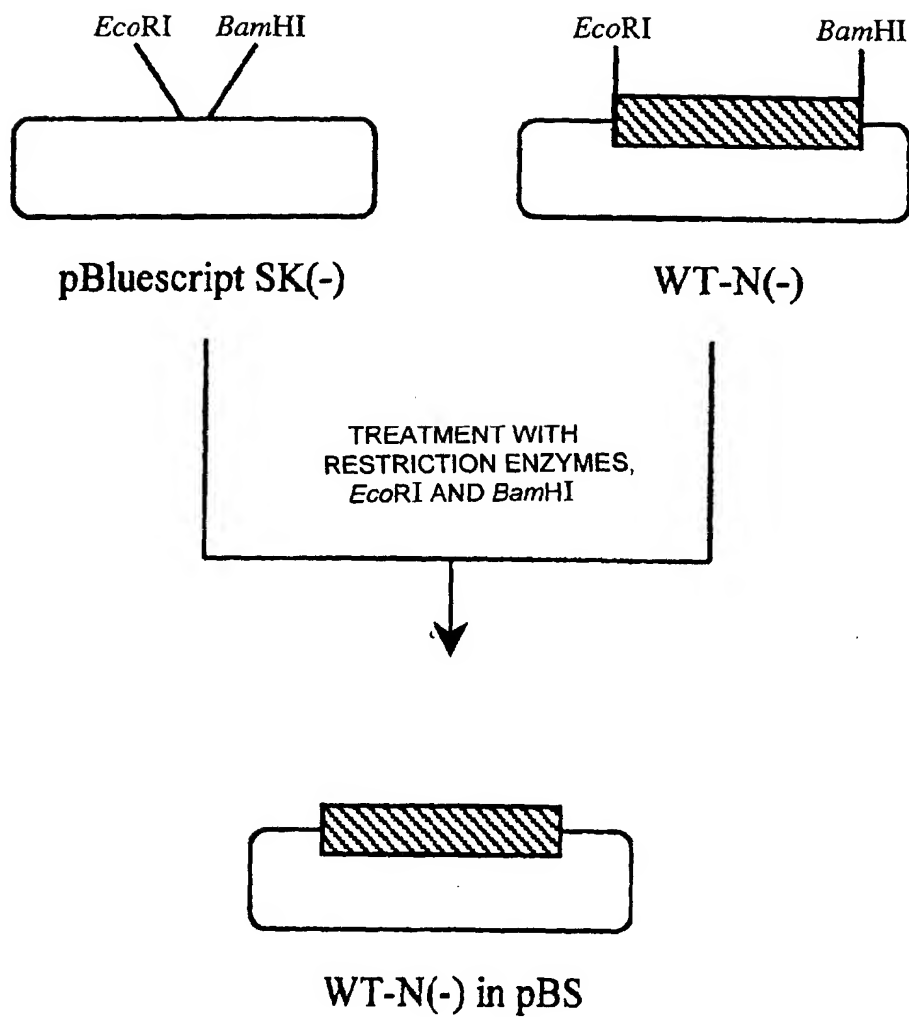 EcoRI BamHI
EcoRI BamHI
pBluescript SK(-)
WT-N(-)
TREATMENT WITH
RESTRICTION ENZYMES,
EcoRI AND BamHI
WT-N(-) in pBS